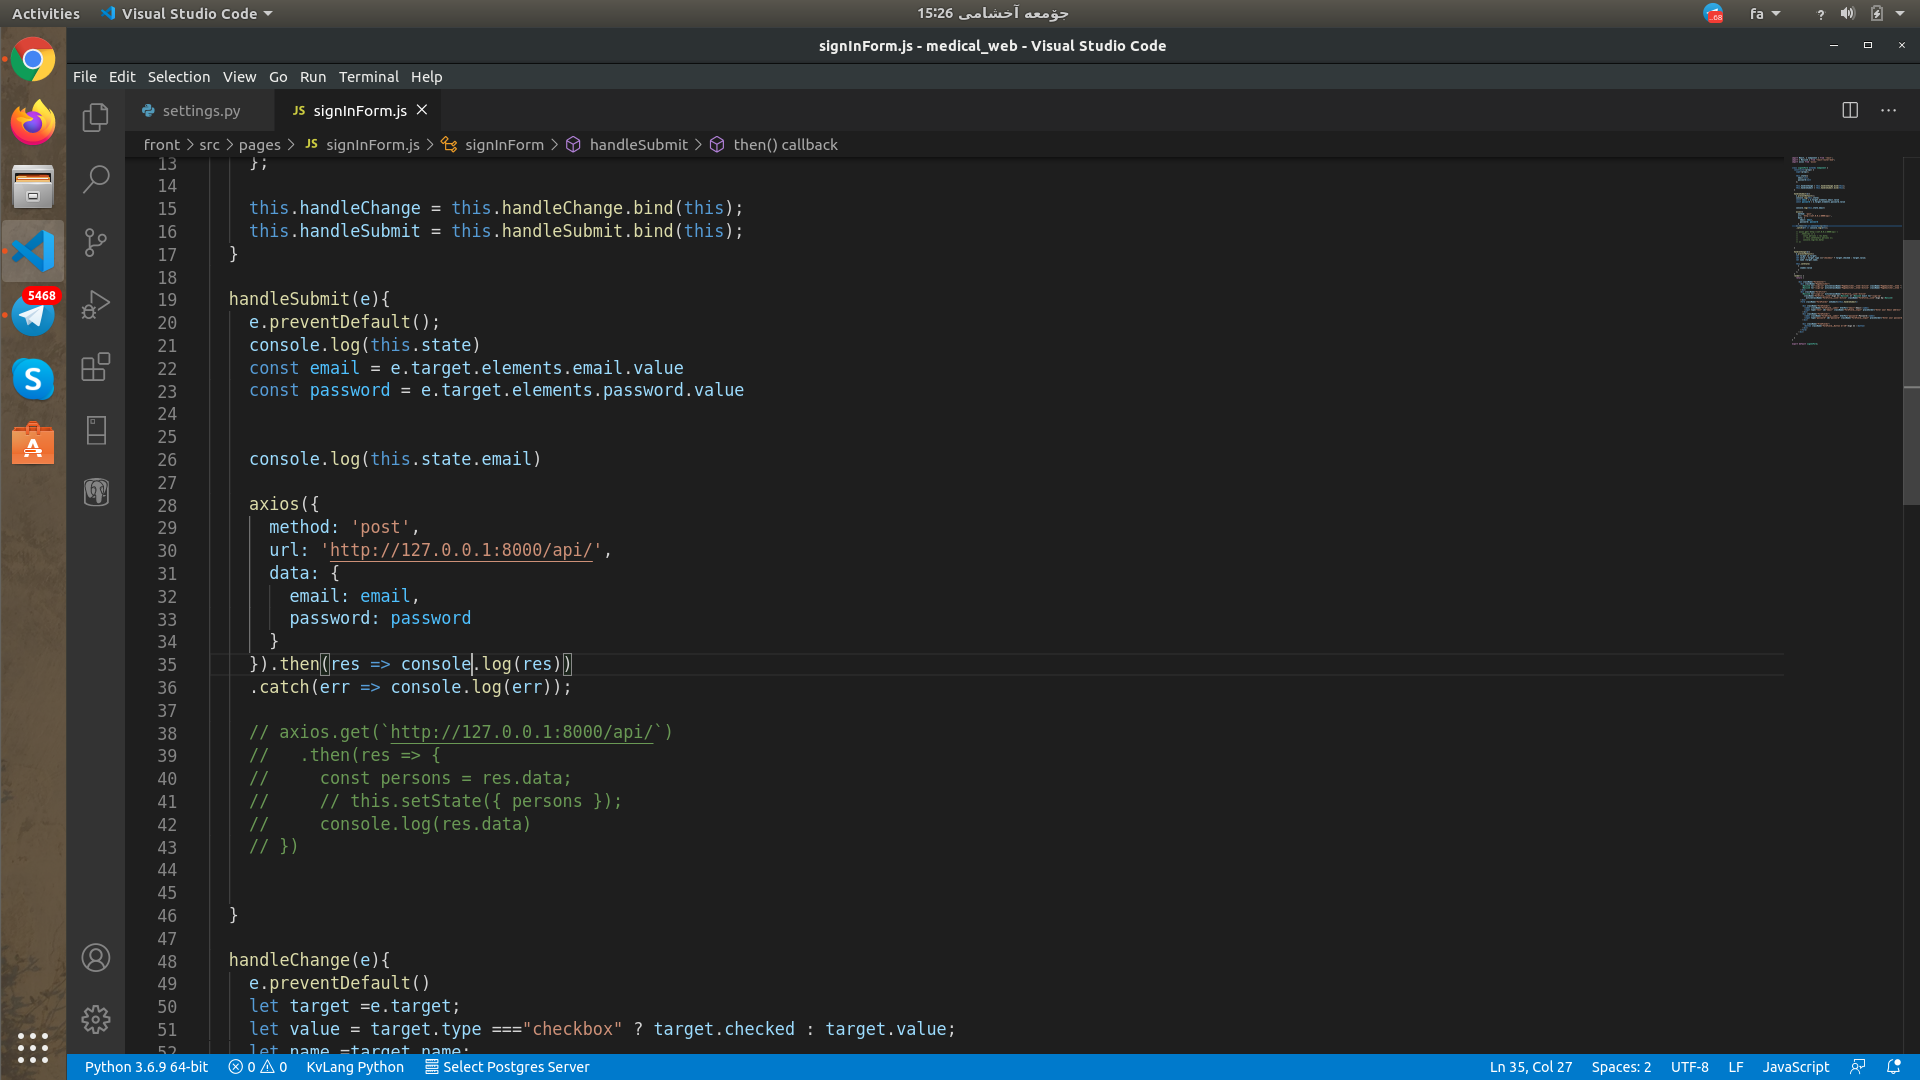 Activities Visual Studio Code جۆمعه آخشامی 15:26 68 fa ?
signInForm.js - medical_web - Visual Studio Code
File Edit Selection View Go Run Terminal Help
settings.py JS signInForm.js
front > src > pages > JS signInForm.js > signInForm > handleSubmit > then() callback
13 };
14
15 this.handleChange = this.handleChange.bind(this);
16 this.handleSubmit = this.handleSubmit.bind(this);
17 }
18
19 handleSubmit(e){
20 e.preventDefault();
21 console.log(this.state)
22 const email = e.target.elements.email.value
23 const password = e.target.elements.password.value
24
25
26 console.log(this.state.email)
27
28 axios({
29 method: 'post',
30 url: 'http://127.0.0.1:8000/api/',
31 data: {
32 email: email,
33 password: password
34 }
35 }).then(res => console.log(res))
36 .catch(err => console.log(err));
37
38 // axios.get(`http://127.0.0.1:8000/api/`)
39 //   .then(res => {
40 //     const persons = res.data;
41 //     // this.setState({ persons });
42 //     console.log(res.data)
43 // })
44
45
46 }
47
48 handleChange(e){
49 e.preventDefault()
50 let target =e.target;
51 let value = target.type ==="checkbox" ? target.checked : target.value;
52 let name =target.name;
5468
Python 3.6.9 64-bit 0 0 KvLang Python Select Postgres Server Ln 35, Col 27 Spaces: 2 UTF-8 LF JavaScript